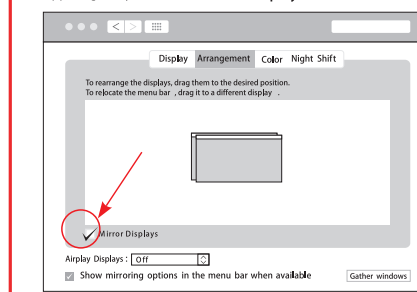 Display Arrangement Color Night Shift
To rearrange the displays, drag them to the desired position.
To relocate the menu bar , drag it to a different display .
Mirror Displays
Airplay Displays : Off
Show mirroring options in the menu bar when available
Gather windows